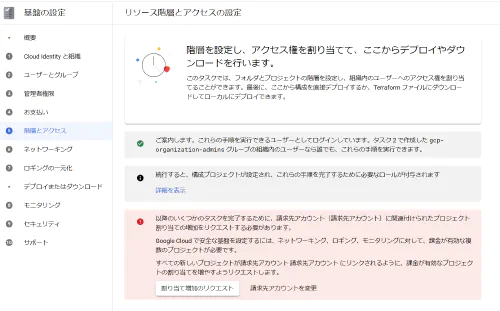 基盤の設定
リソース階層とアクセスの設定
概要
1 Cloud Identity と組織
2 ユーザーとグループ
3 管理者権限
4 お支払い
5 階層とアクセス
6 ネットワーキング
7 ロギングの一元化
デプロイまたはダウンロード
8 モニタリング
9 セキュリティ
10 サポート
階層を設定し、アクセス権を割り当てて、ここからデプロイやダウ
ンロードを行います。
このタスクでは、フォルダとプロジェクトの階層を設定し、組織内のユーザーへのアクセス権を割り当
てることができます。最後に、ここから構成を直接デプロイするか、Terraform ファイルにダウンロー
ドしてローカルにデプロイできます。
ご案内します。これらの手順を実行できるユーザーとしてログインしています。タスク 2 で作成した gcp-
organization-admins グループの組織内のユーザーなら誰でも、これらの手順を実行できます。
続行すると、構成プロジェクトが設定され、これらの手順を完了するために必要なロールが付与されます
詳細を表示
以降のいくつかのタスクを完了するために、請求先アカウント（請求先アカウント）に関連付けられたプロジェクト
割り当ての増加をリクエストする必要があります。
Google Cloud で安全な基盤を設定するには、ネットワーキング、ロギング、モニタリングに対して、課金が有効な複
数のプロジェクトが必要です。
すべての新しいプロジェクトが請求先アカウント 請求先アカウント にリンクされるように、課金が有効なプロジェク
トの割り当てを増やすようリクエストします。
割り当て増加のリクエスト
請求先アカウントを変更